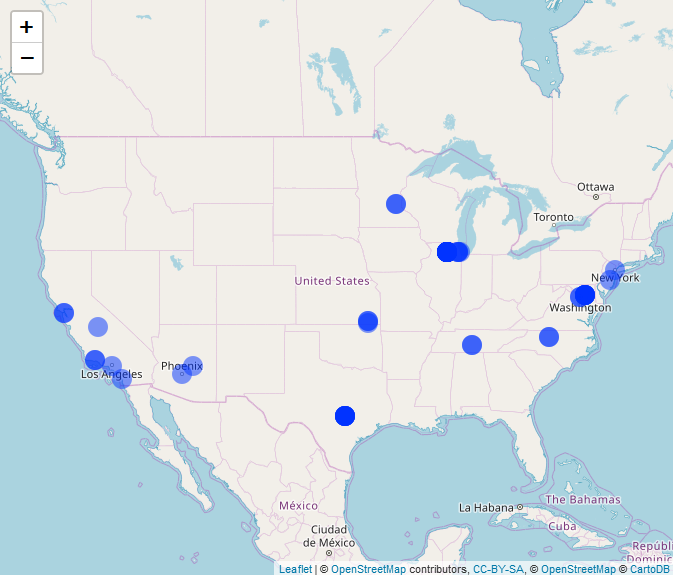 +
−
Ottawa
Toronto
United States
New York
Washington
Phoenix
Los Angeles
México
La Habana
The Bahamas
Cuba
Ciudad
de México
Repúbli
Dominic
Leaflet | © OpenStreetMap contributors, CC-BY-SA, © OpenStreetMap © CartoDB